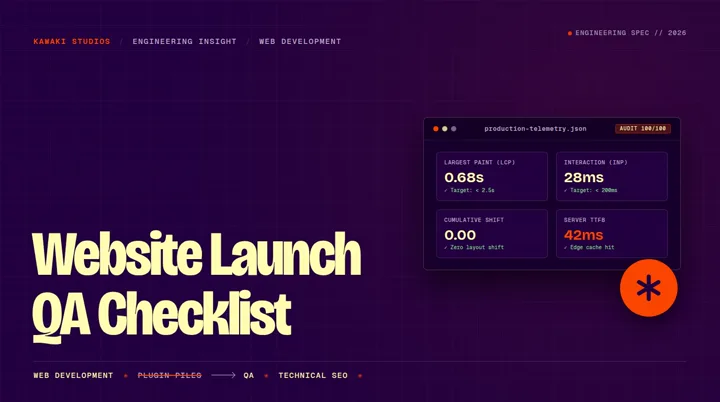 KAWAKI STUDIOS / ENGINEERING INSIGHT / WEB DEVELOPMENT
ENGINEERING SPEC // 2026
production-telemetry.json
AUDIT 100/100
LARGEST PAINT (LCP)
0.68s
✓ Target: < 2.5s
INTERACTION (INP)
28ms
✓ Target: < 200ms
CUMULATIVE SHIFT
0.00
✓ Zero layout shift
SERVER TTFB
42ms
✓ Edge cache hit
Website Launch
QA Checklist
WEB DEVELOPMENT * PLUGIN PILES → QA * TECHNICAL SEO *